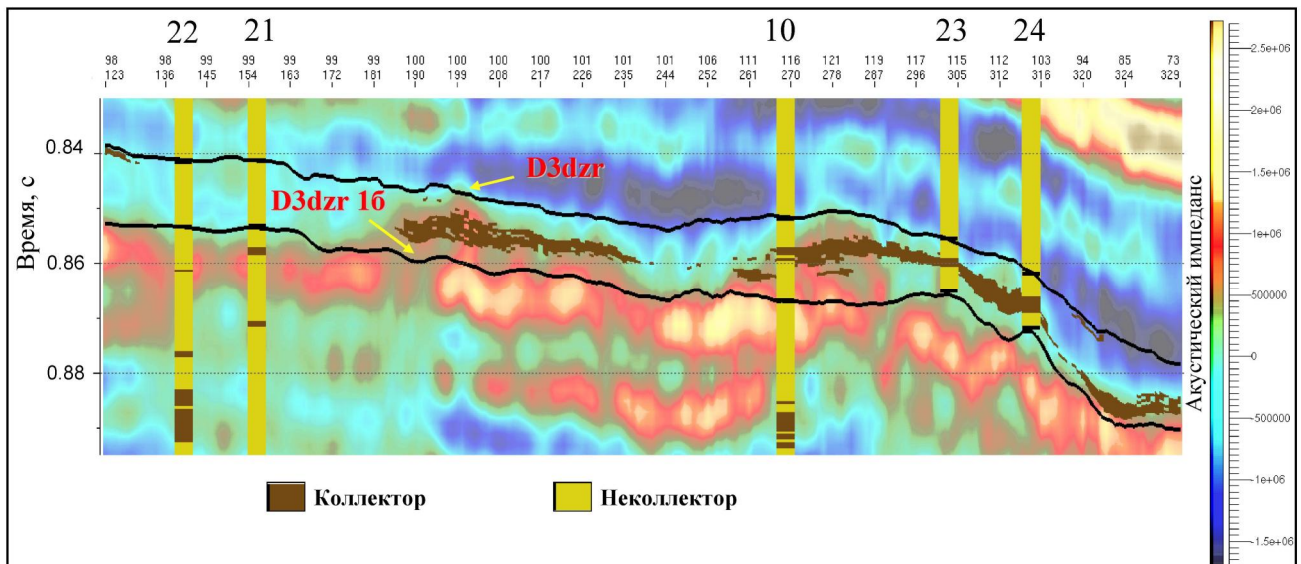 22 21 10 23 24
98 98 99 99 99 99 99 100 100 100 100 101 101 101 106 111 116 121 119 117 115 112 103 94 85 73
123 136 145 154 163 172 181 190 199 208 217 226 235 244 252 261 270 278 287 296 305 312 316 320 324 329
Время, с
0.84
0.86
0.88
D3dzr
D3dzr 1б
Акустический импеданс
2.5e+06
2e+06
1.5e+06
1e+06
500000
0
-500000
-1e+06
-1.5e+06
Коллектор
Неколлектор